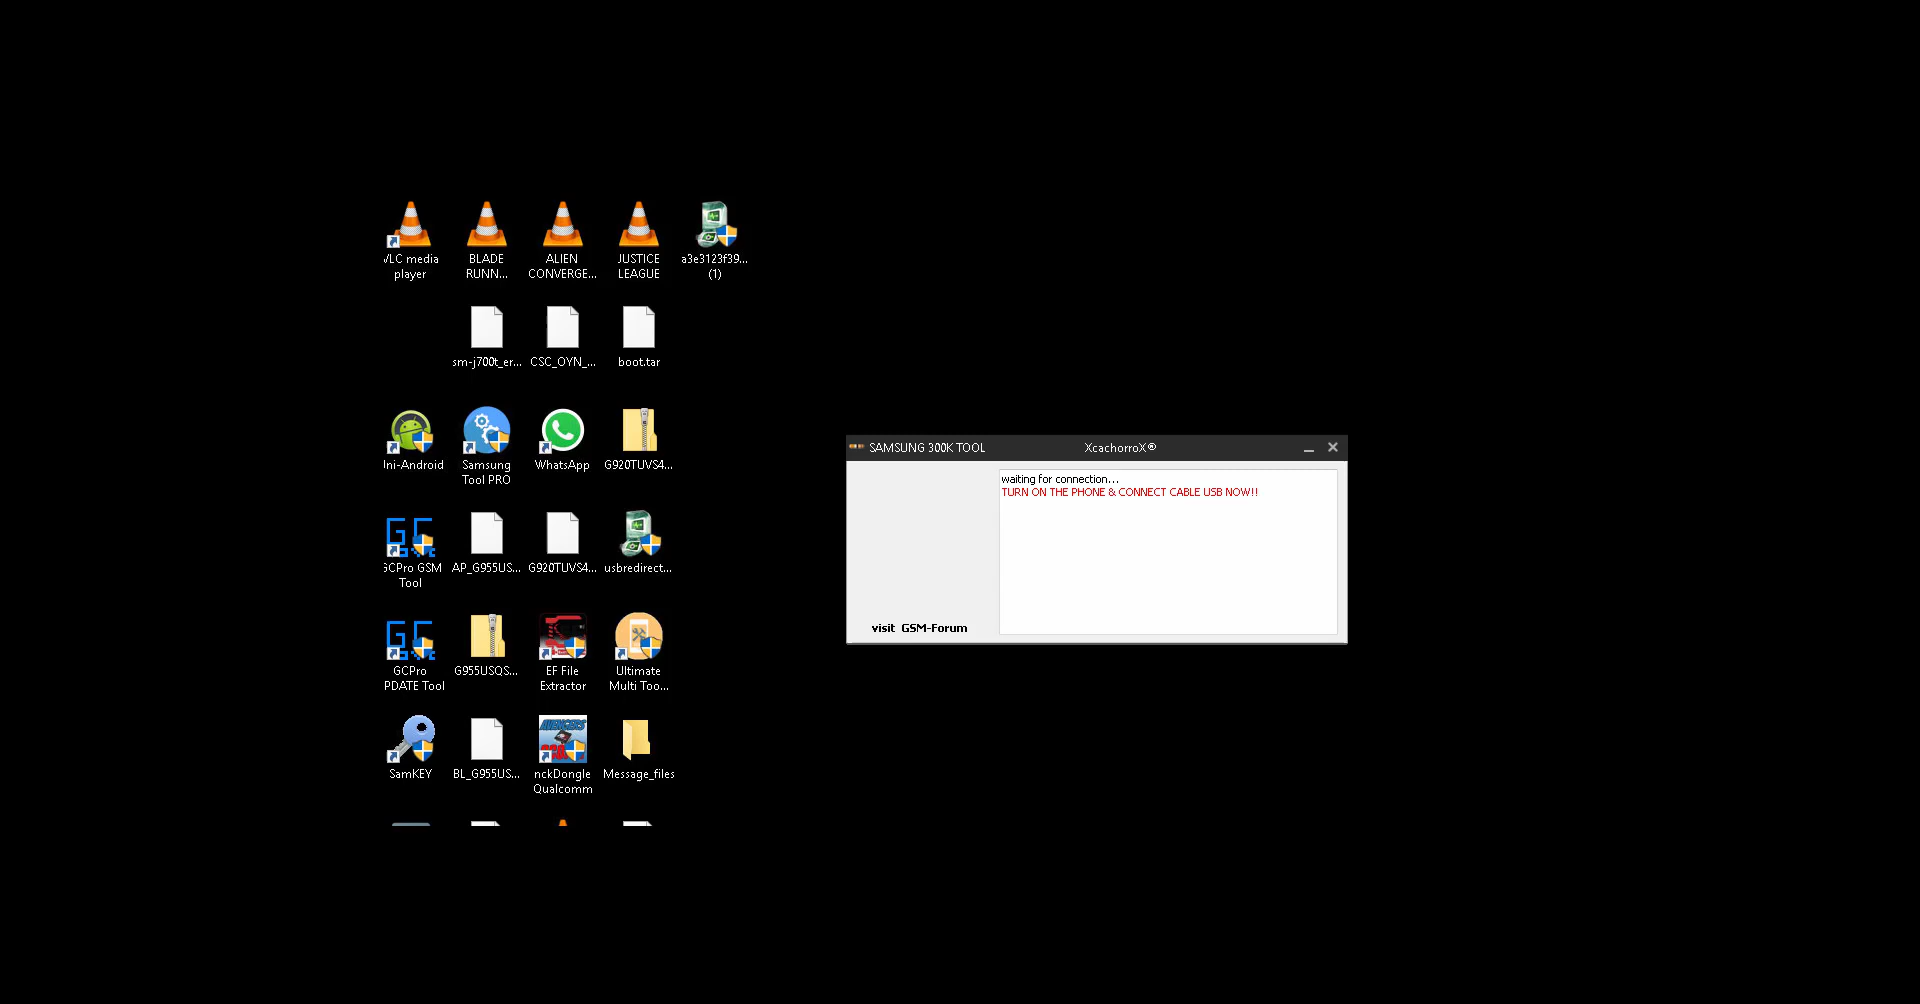 VLC media
player
BLADE
RUNN...
ALIEN
CONVERGE...
JUSTICE
LEAGUE
a3e3123f39...
(1)
sm-j700t_er...
CSC_OYN_...
boot.tar
Uni-Android
Samsung
Tool PRO
WhatsApp
G920TUVS4...
GCPro GSM
Tool
AP_G955US...
G920TUVS4...
usbredirect...
GCPro
PDATE Tool
G955USQS...
EF File
Extractor
Ultimate
Multi Too...
SamKEY
BL_G955US...
AVENGERS
nckDongle
Qualcomm
Message_files
SAMSUNG 300K TOOL
XcachorroX®
waiting for connection...
TURN ON THE PHONE & CONNECT CABLE USB NOW!!
visit GSM-Forum